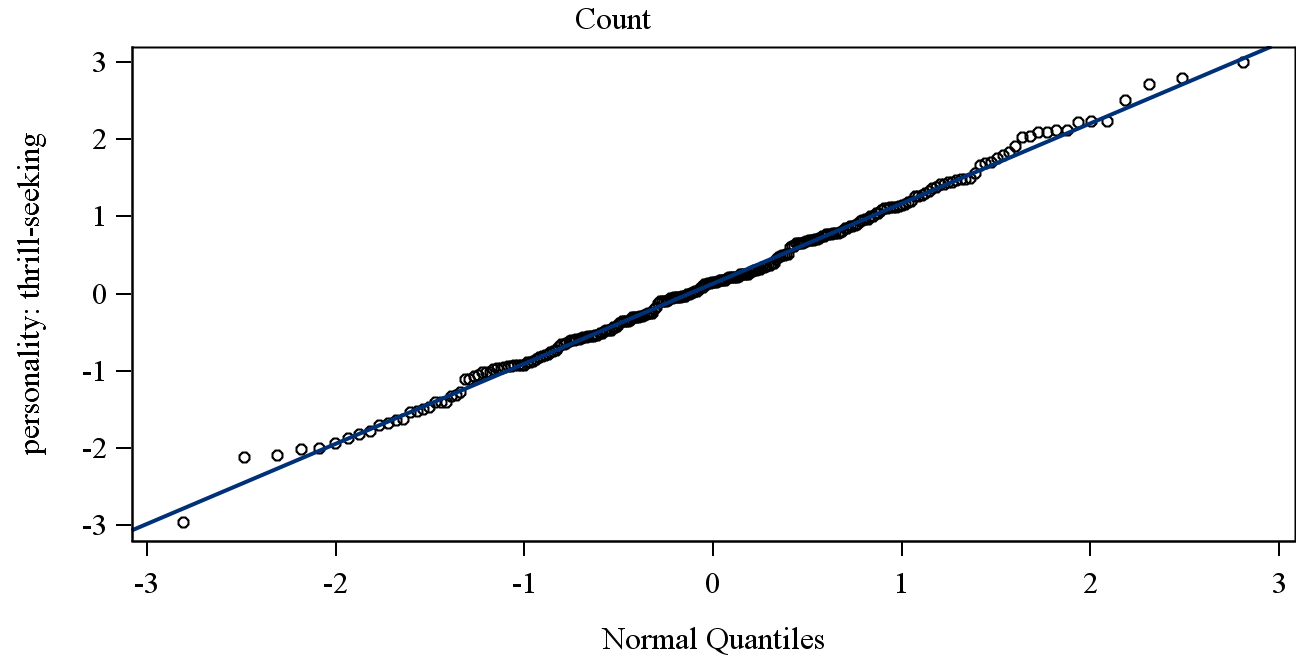 Count
personality: thrill-seeking
3
2
1
0
-1
-2
-3
-3 -2 -1 0 1 2 3
Normal Quantiles